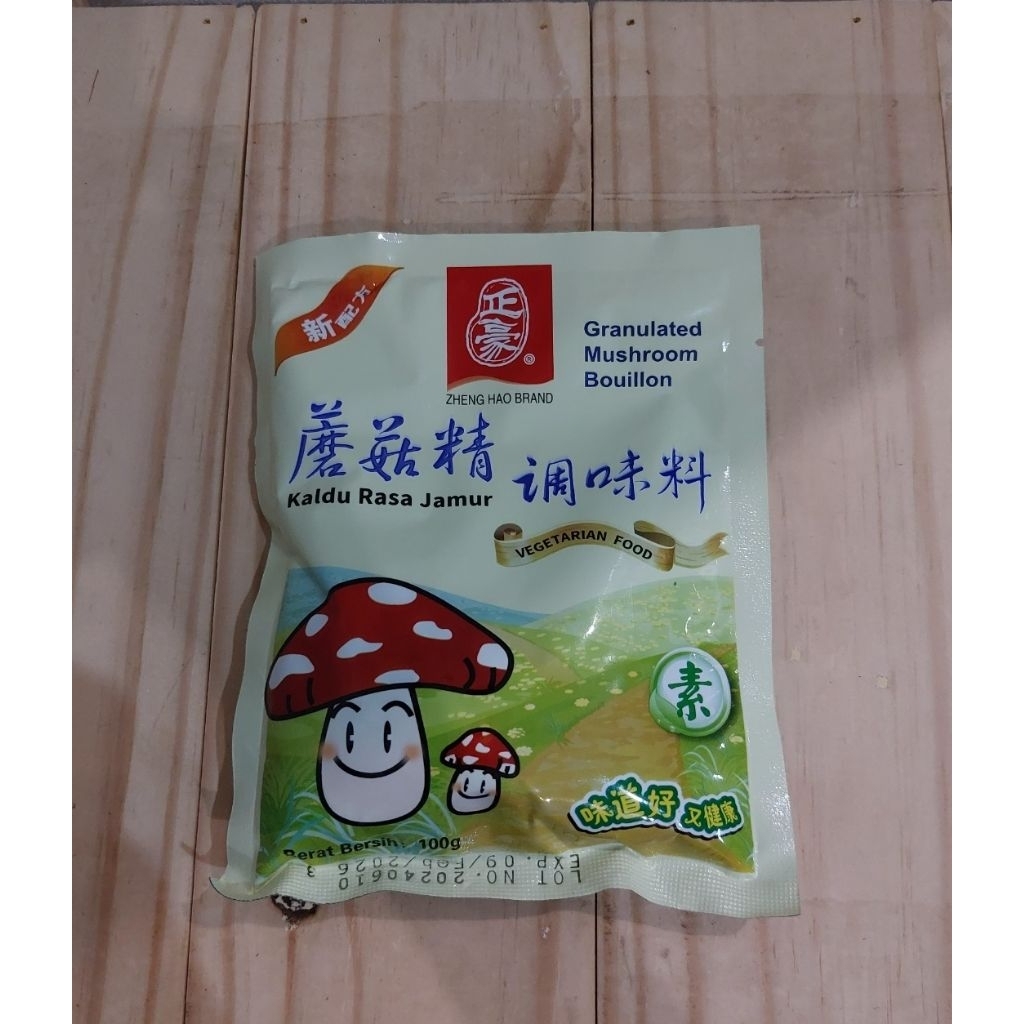 新配方
正豪
®
ZHENG HAO BRAND
Granulated
Mushroom
Bouillon
蘑菇精
调味料
Kaldu Rasa Jamur
VEGETARIAN FOOD
素
味道好
又健康
Berat Bersih: 100g
LOT NO. 20240610
EXP. 09/Feb/2026